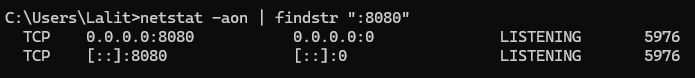 C:\Users\Lalit>netstat -aon | findstr ":8080"
  TCP    0.0.0.0:8080           0.0.0.0:0              LISTENING       5976
  TCP    [::]:8080              [::]:0                 LISTENING       5976